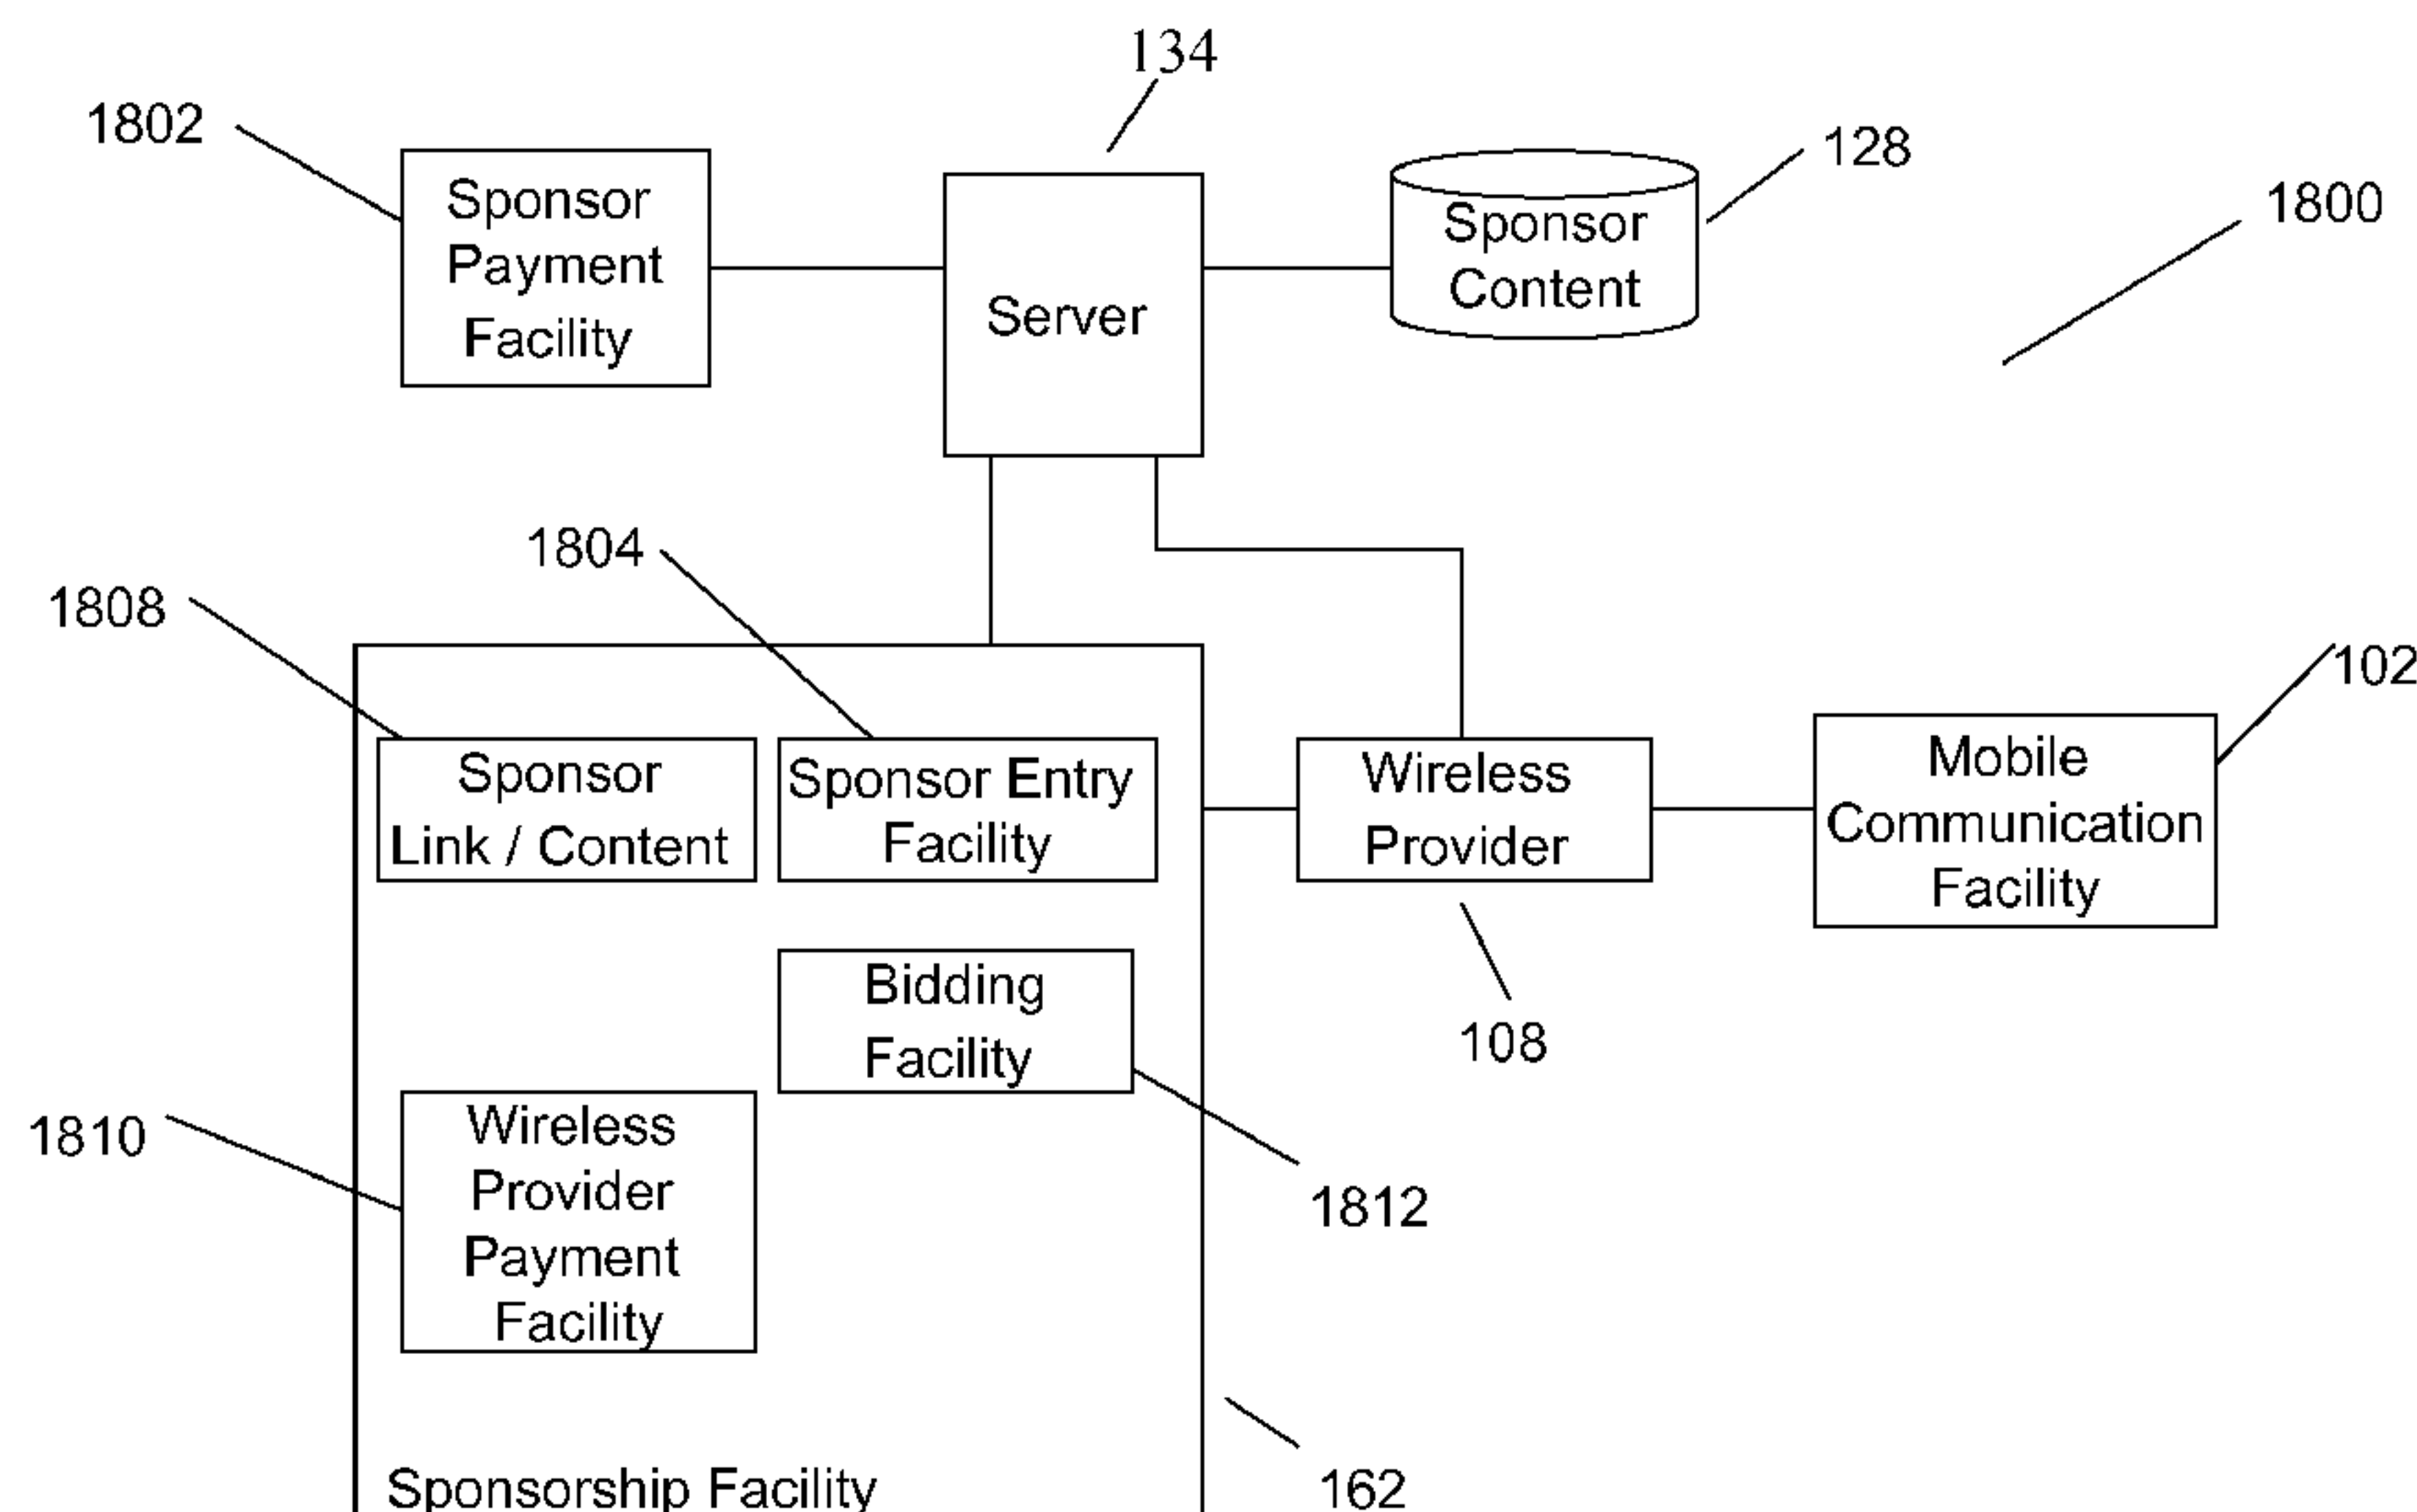 134
1802
128
1800
Sponsor
Payment
Facility
Server
Sponsor
Content
1804
1808
102
Sponsor
Link / Content
Sponsor Entry
Facility
Wireless
Provider
Mobile
Communication
Facility
Bidding
Facility
108
1810
Wireless
Provider
Payment
Facility
1812
Sponsorship Facility
162